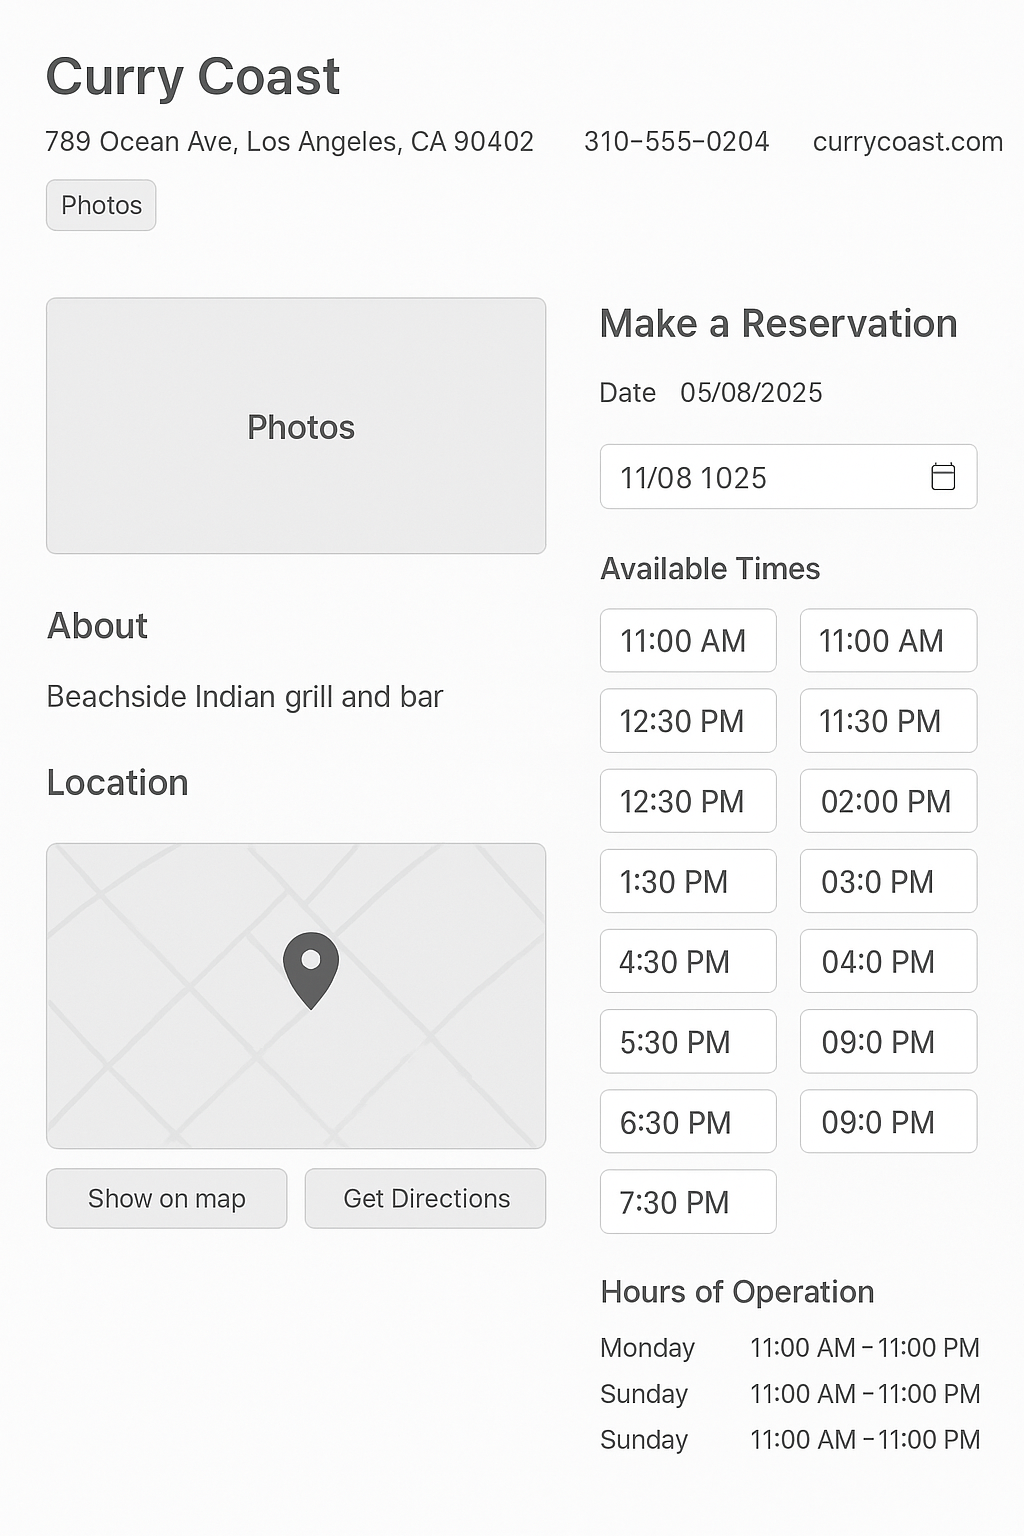 Curry Coast
789 Ocean Ave, Los Angeles, CA 90402 310-555-0204 currycoast.com
Photos
Photos
About
Beachside Indian grill and bar
Location
Show on map Get Directions
Make a Reservation
Date 05/08/2025
11/08 1025
Available Times
11:00 AM 11:00 AM
12:30 PM 11:30 PM
12:30 PM 02:00 PM
1:30 PM 03:0 PM
4:30 PM 04:0 PM
5:30 PM 09:0 PM
6:30 PM 09:0 PM
7:30 PM
Hours of Operation
Monday 11:00 AM – 11:00 PM
Sunday 11:00 AM – 11:00 PM
Sunday 11:00 AM – 11:00 PM